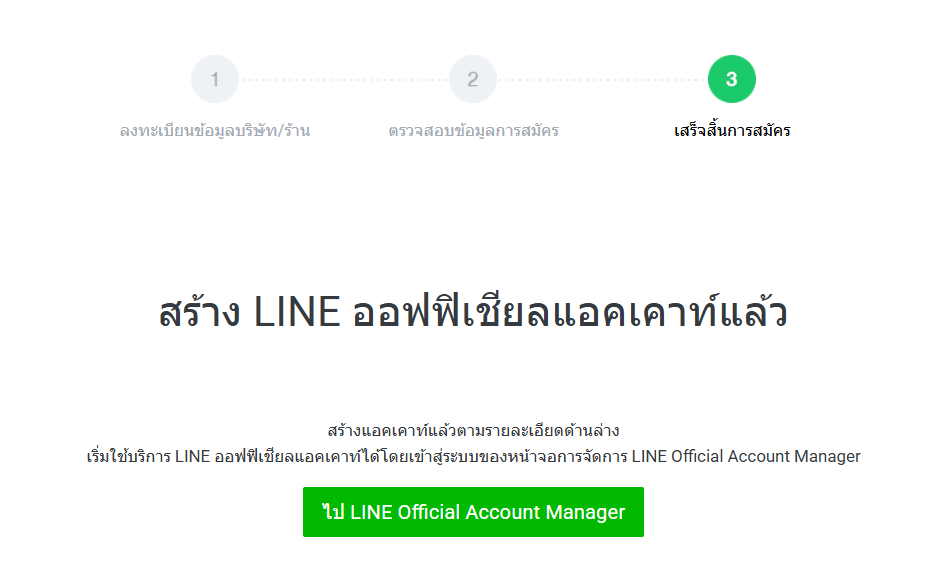 1
2
3
ลงทะเบียนข้อมูลบริษัท/ร้าน
ตรวจสอบข้อมูลการสมัคร
เสร็จสิ้นการสมัคร
สร้าง LINE ออฟฟิเชียลแอคเคาท์แล้ว
สร้างแอคเคาท์แล้วตามรายละเอียดด้านล่าง
เริ่มใช้บริการ LINE ออฟฟิเชียลแอคเคาท์ได้โดยเข้าสู่ระบบของหน้าจอการจัดการ LINE Official Account Manager
ไป LINE Official Account Manager